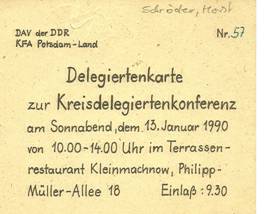 Schröder, Horst
DAV der DDR
KFA Potsdam-Land
Nr. 57
Delegiertenkarte
zur Kreisdelegiertenkonferenz
am Sonnabend, dem 13. Januar 1990
von 10.00-14.00 Uhr im Terrassen-
restaurant Kleinmachnow, Philipp-
Müller-Allee 18 Einlaß: 9.30